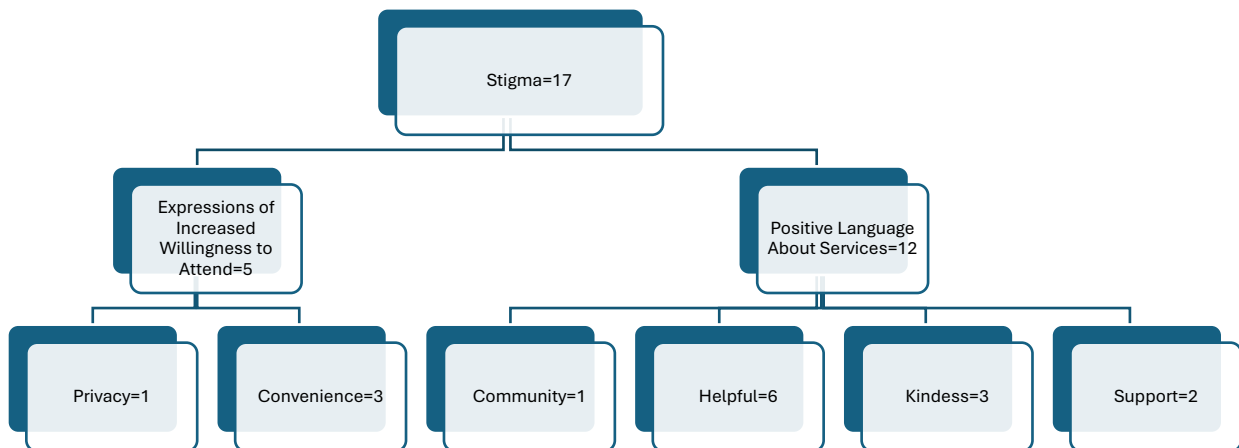 Stigma=17
Expressions of
Increased
Willingness to
Attend=5
Positive Language
About Services=12
Privacy=1
Convenience=3
Community=1
Helpful=6
Kindess=3
Support=2